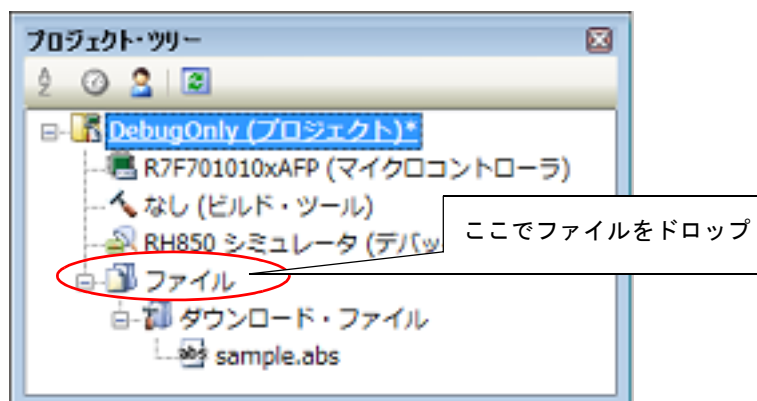 プロジェクト・ツリー
DebugOnly (プロジェクト)*
R7F701010xAFP (マイクロコントローラ)
なし (ビルド・ツール)
RH850 シミュレータ (デバッ
ここでファイルをドロップ
ファイル
ダウンロード・ファイル
sample.abs